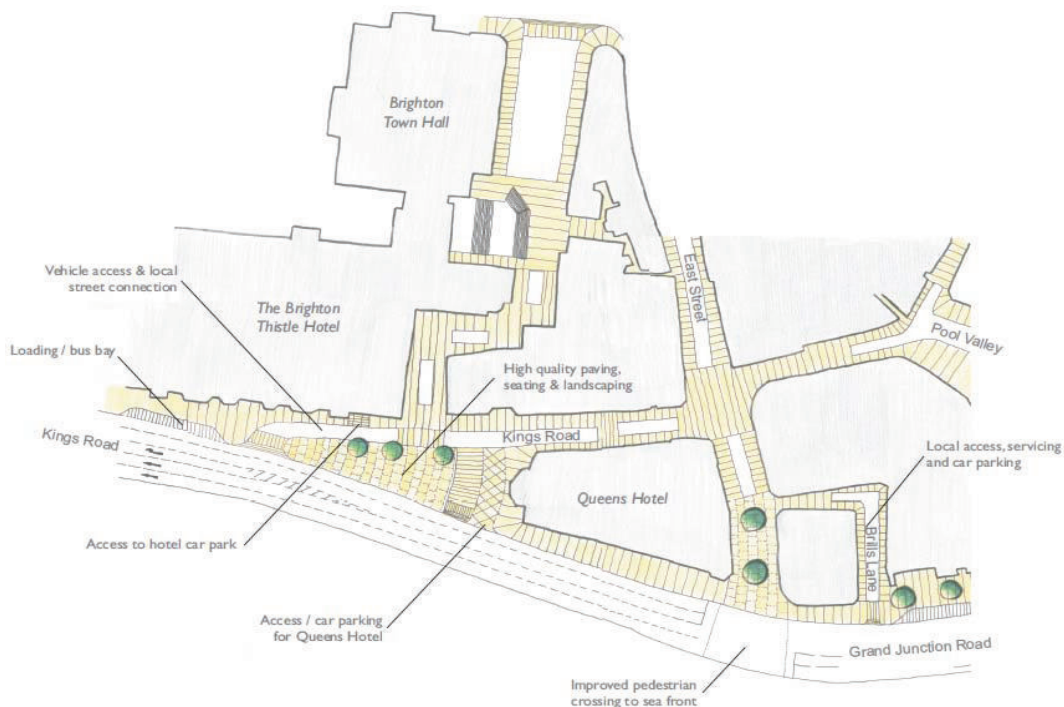 Brighton
Town Hall
Vehicle access & local
street connection
East Street
The Brighton
Thistle Hotel
Pool Valley
Loading / bus bay
High quality paving,
seating & landscaping
Kings Road
Kings Road
Local access, servicing
and car parking
Queens Hotel
Access to hotel car park
Brills Lane
Access / car parking
for Queens Hotel
Grand Junction Road
Improved pedestrian
crossing to sea front